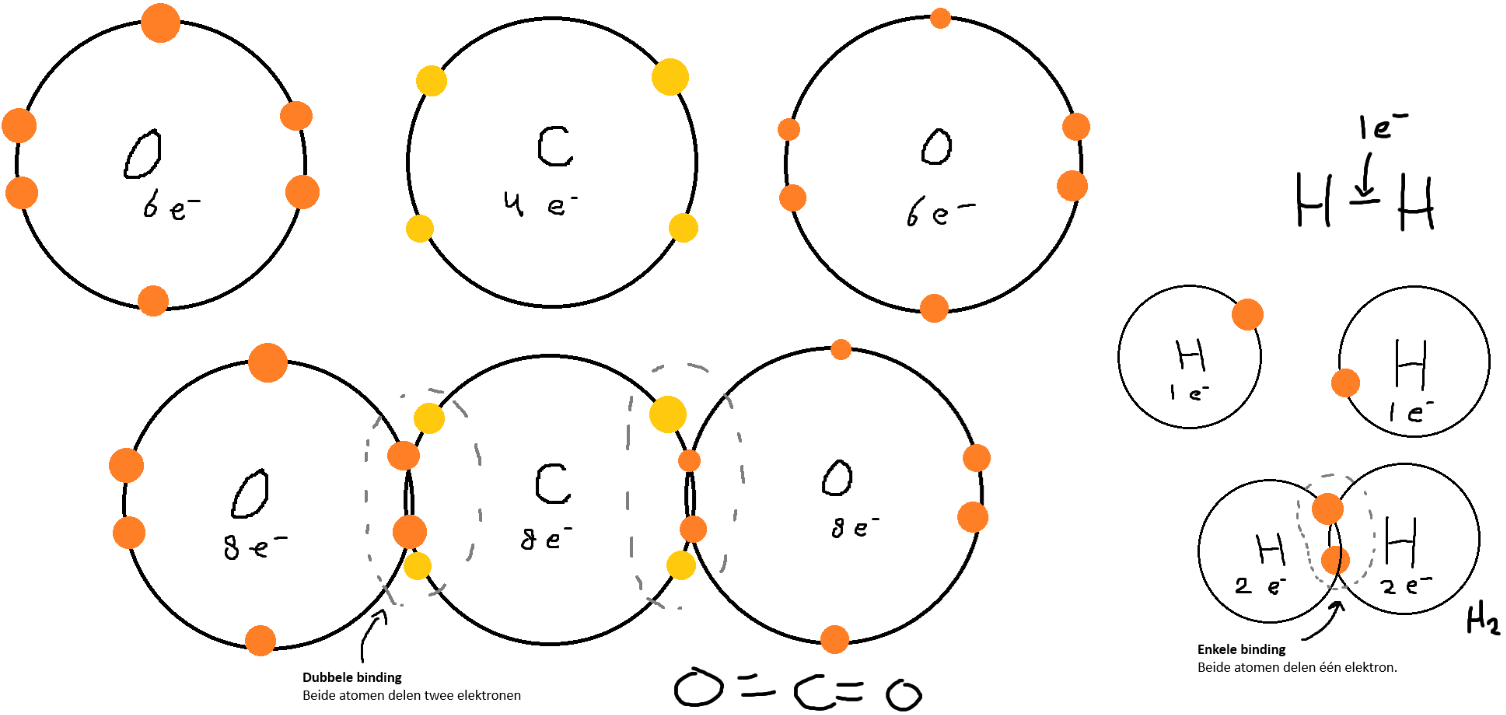 O
6 e⁻
C
4 e⁻
O
6 e⁻
1e⁻
H – H
H
1 e⁻
H
1 e⁻
O
8 e⁻
C
8 e⁻
O
8 e⁻
H
2 e⁻
H
2 e⁻
H₂
Dubbele binding
Beide atomen delen twee elektronen
Enkele binding
Beide atomen delen één elektron.
O = C = O